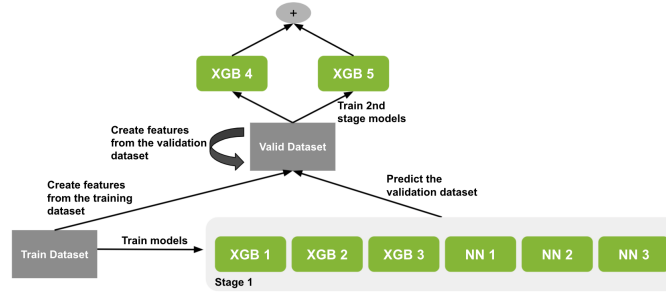 +
XGB 4
XGB 5
Train 2nd
stage models
Create features
from the validation
dataset
Valid Dataset
Create features
from the training
dataset
Predict the
validation dataset
Train Dataset
Train models
XGB 1
XGB 2
XGB 3
NN 1
NN 2
NN 3
Stage 1